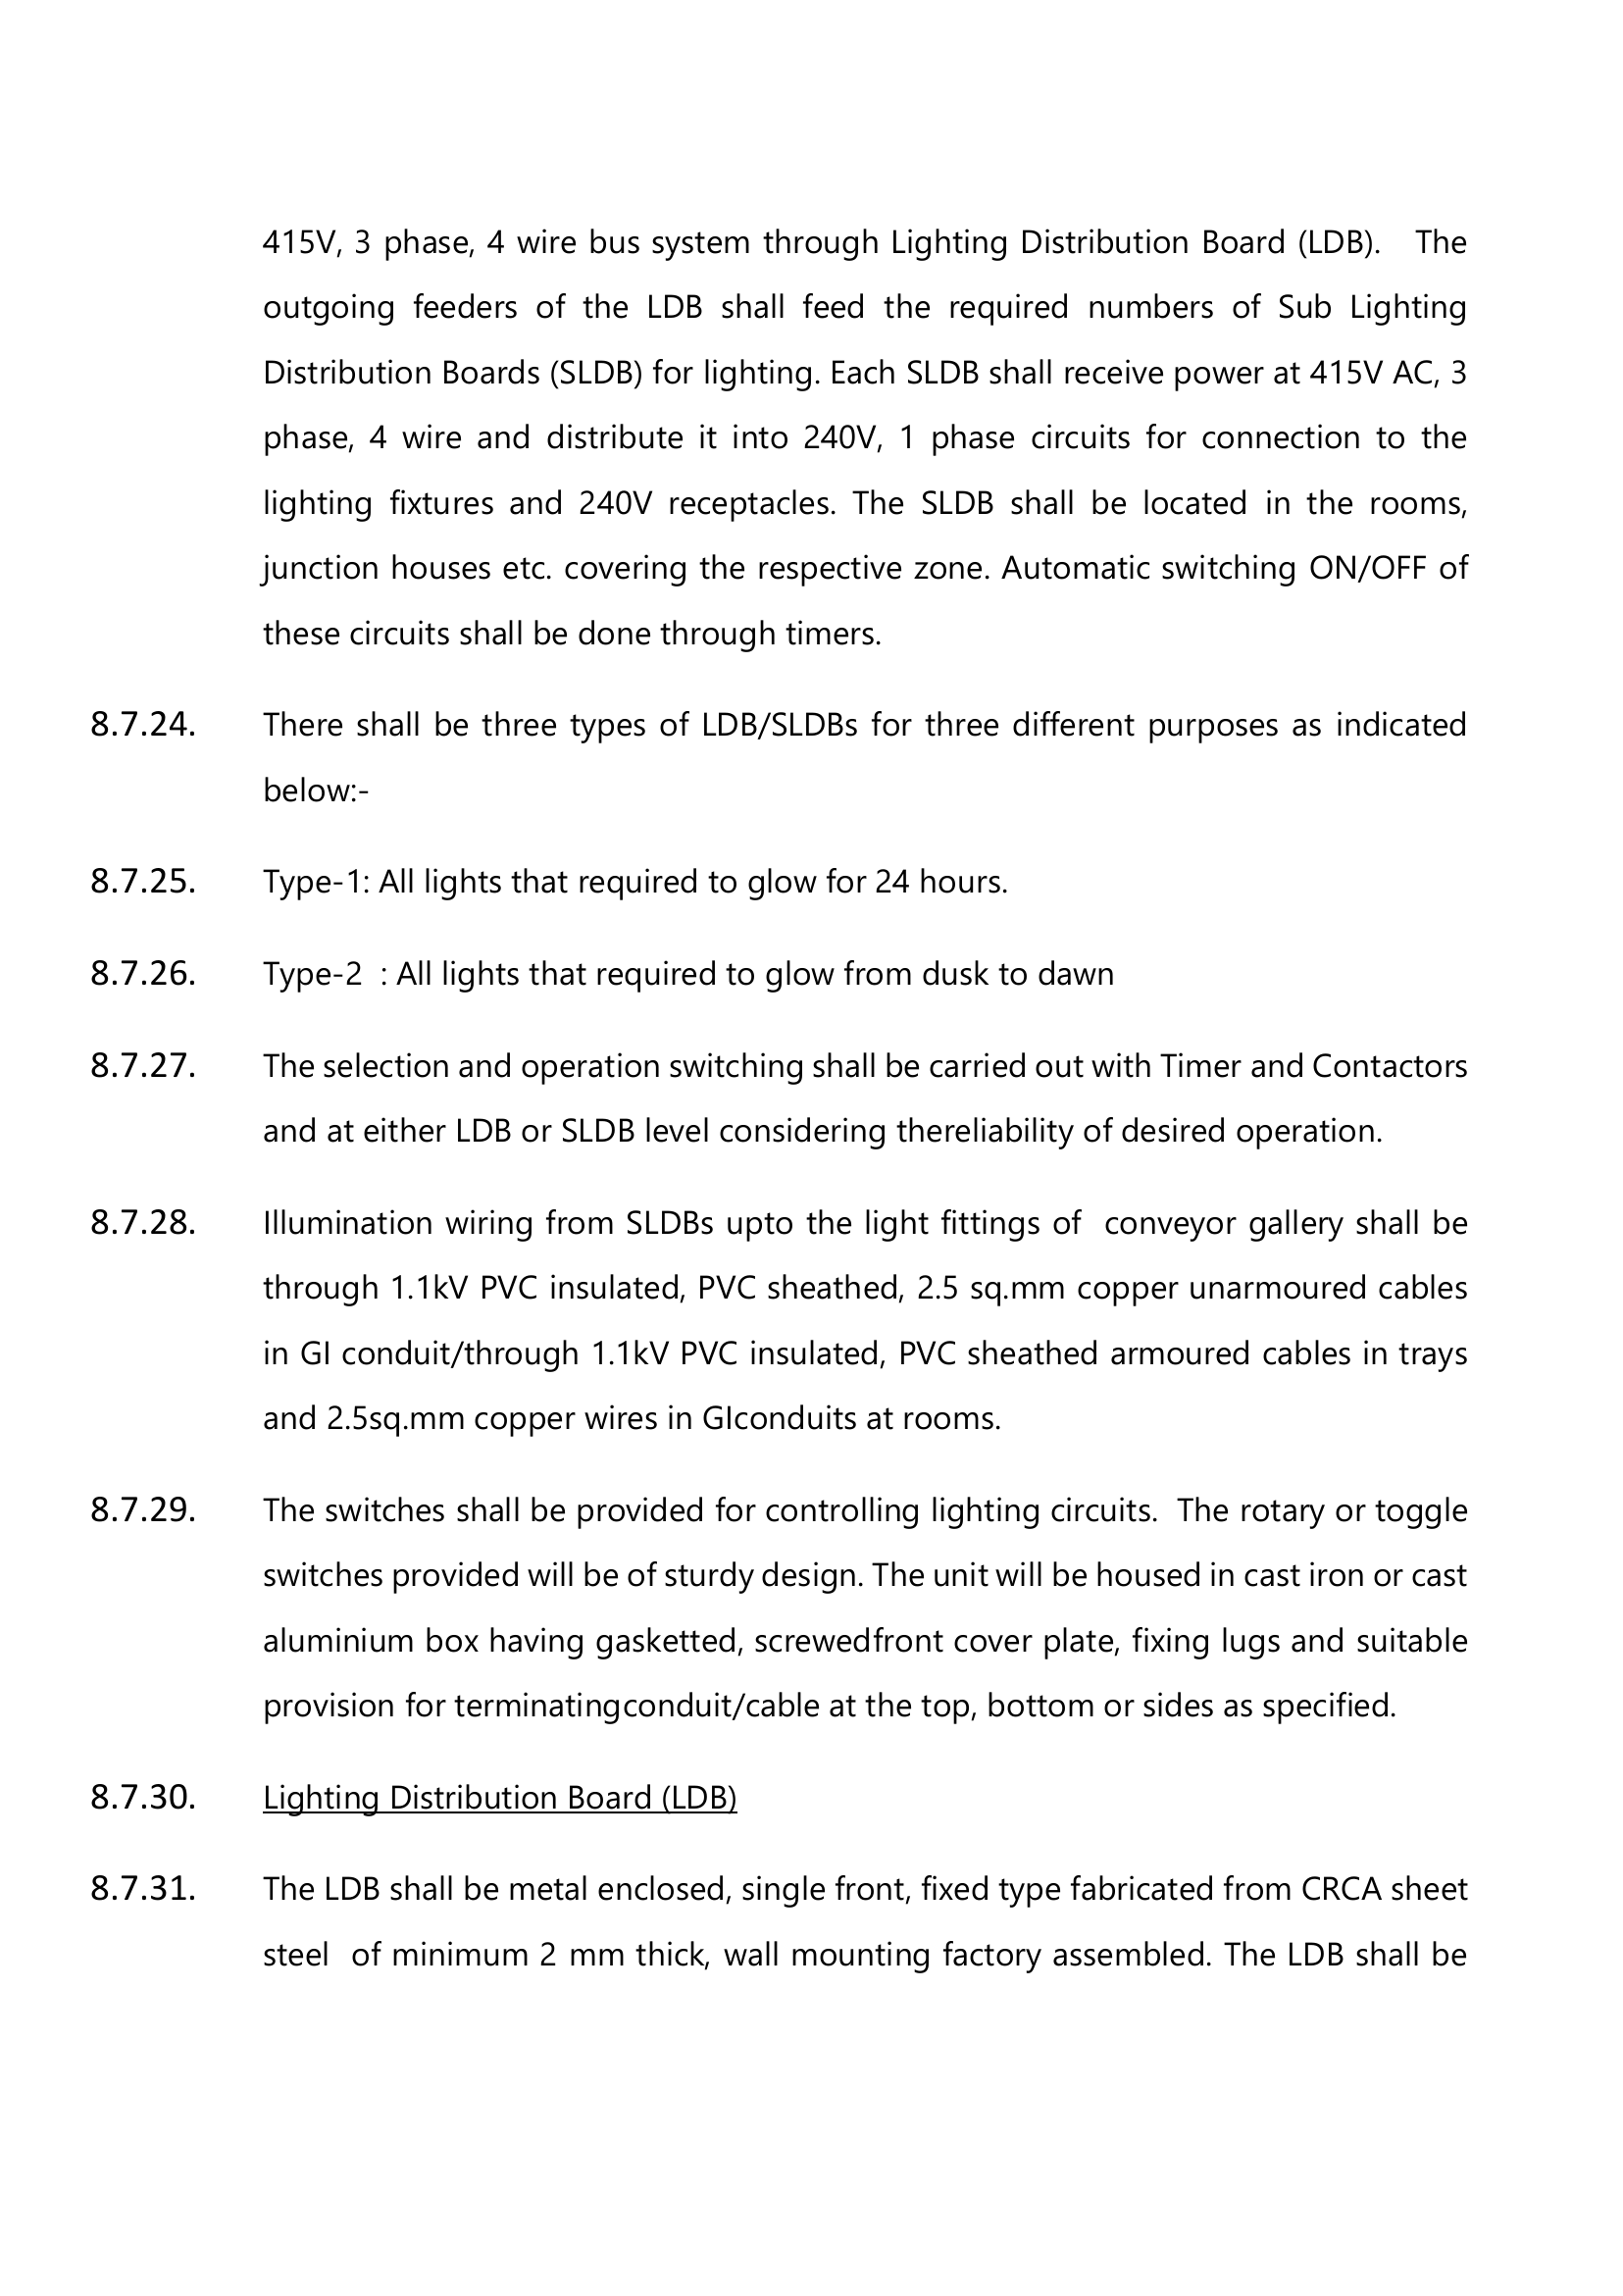 415V, 3 phase, 4 wire bus system through Lighting Distribution Board (LDB).   The
outgoing feeders of the LDB shall feed the required numbers of Sub Lighting
Distribution Boards (SLDB) for lighting. Each SLDB shall receive power at 415V AC, 3
phase, 4 wire and distribute it into 240V, 1 phase circuits for connection to the
lighting fixtures and 240V receptacles. The SLDB shall be located in the rooms,
junction houses etc. covering the respective zone. Automatic switching ON/OFF of
these circuits shall be done through timers.
8.7.24. There shall be three types of LDB/SLDBs for three different purposes as indicated
below:-
8.7.25. Type-1: All lights that required to glow for 24 hours.
8.7.26. Type-2  : All lights that required to glow from dusk to dawn
8.7.27. The selection and operation switching shall be carried out with Timer and Contactors
and at either LDB or SLDB level considering thereliability of desired operation.
8.7.28. Illumination wiring from SLDBs upto the light fittings of  conveyor gallery shall be
through 1.1kV PVC insulated, PVC sheathed, 2.5 sq.mm copper unarmoured cables
in GI conduit/through 1.1kV PVC insulated, PVC sheathed armoured cables in trays
and 2.5sq.mm copper wires in GIconduits at rooms.
8.7.29. The switches shall be provided for controlling lighting circuits.  The rotary or toggle
switches provided will be of sturdy design. The unit will be housed in cast iron or cast
aluminium box having gasketted, screwedfront cover plate, fixing lugs and suitable
provision for terminatingconduit/cable at the top, bottom or sides as specified.
8.7.30. Lighting Distribution Board (LDB)
8.7.31. The LDB shall be metal enclosed, single front, fixed type fabricated from CRCA sheet
steel  of minimum 2 mm thick, wall mounting factory assembled. The LDB shall be